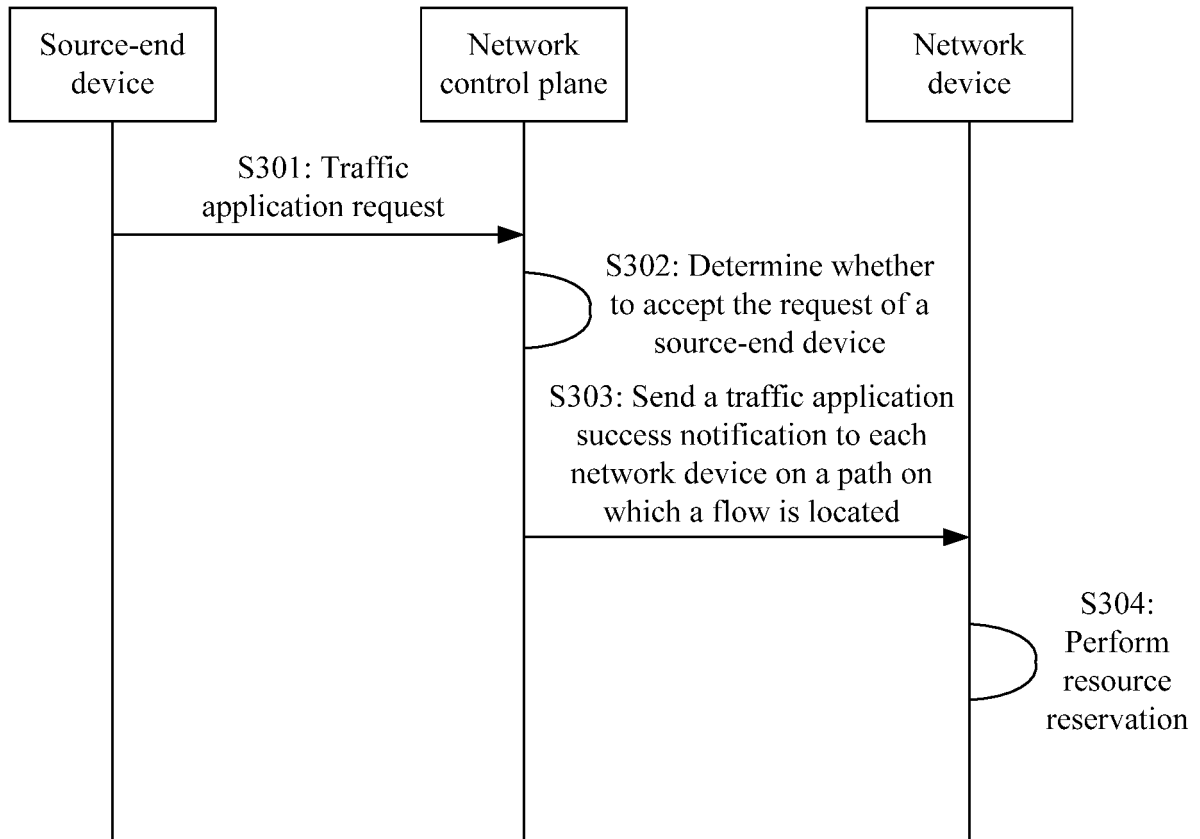 Source-end
device
Network
control plane
Network
device
S301: Traffic
application request
S302: Determine whether
to accept the request of a
source-end device
S303: Send a traffic application
success notification to each
network device on a path on
which a flow is located
S304:
Perform
resource
reservation